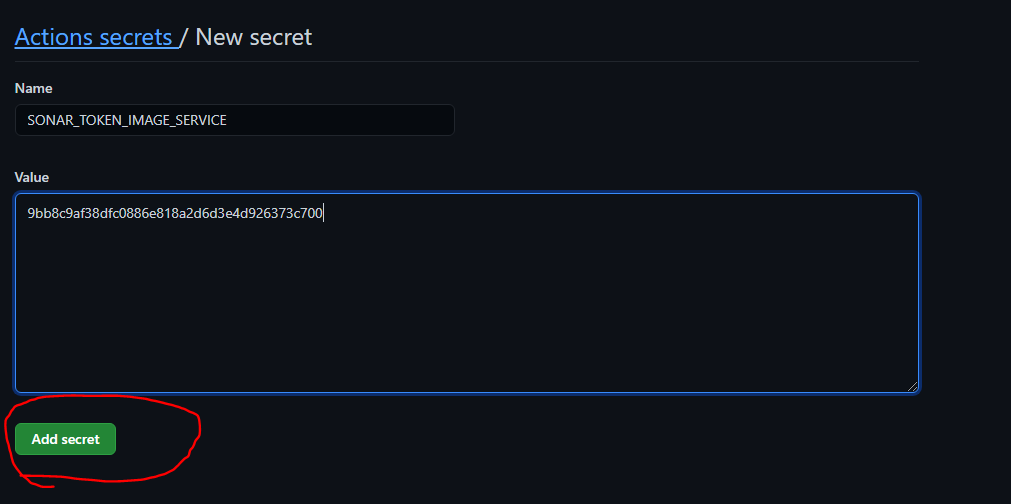 Actions secrets / New secret
Name
SONAR_TOKEN_IMAGE_SERVICE
Value
9bb8c9af38dfc0886e818a2d6d3e4d926373c700
Add secret